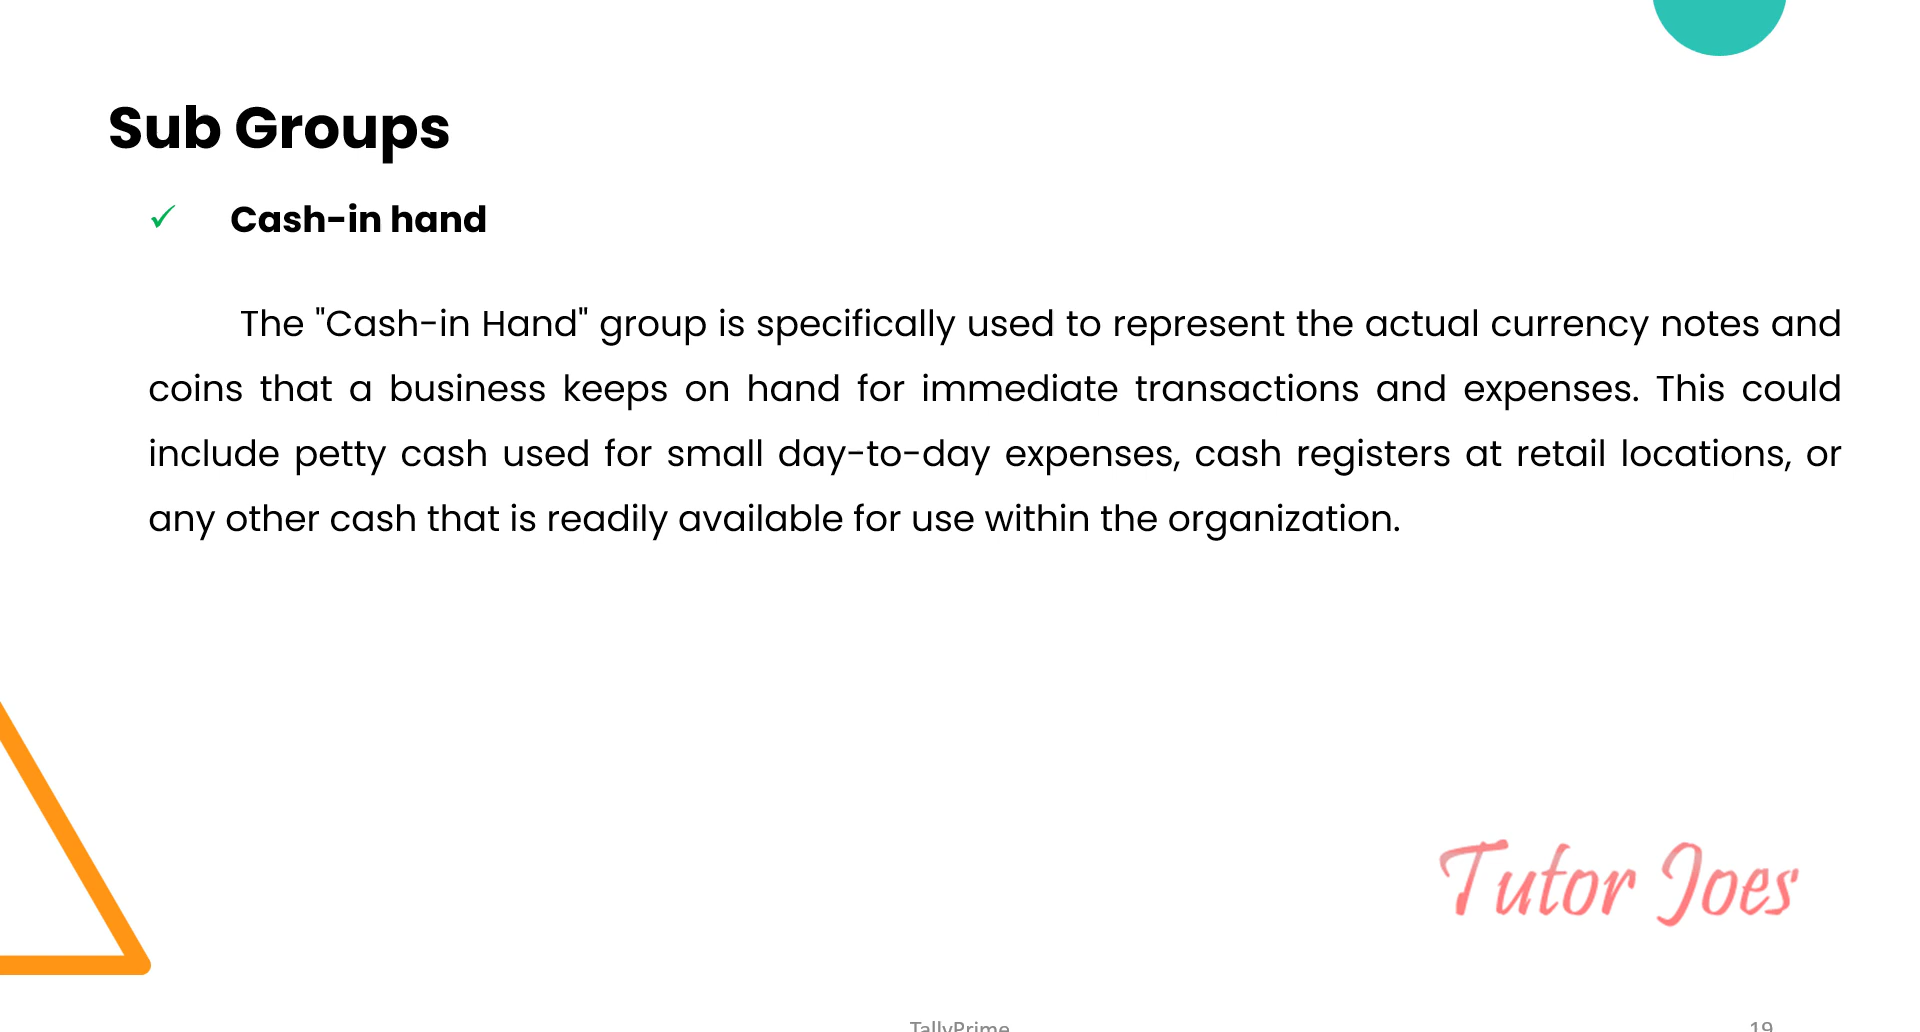 Sub Groups
✓ Cash-in hand
The "Cash-in Hand" group is specifically used to represent the actual currency notes and
coins that a business keeps on hand for immediate transactions and expenses. This could
include petty cash used for small day-to-day expenses, cash registers at retail locations, or
any other cash that is readily available for use within the organization.
Tutor Joes
TallyPrime
19